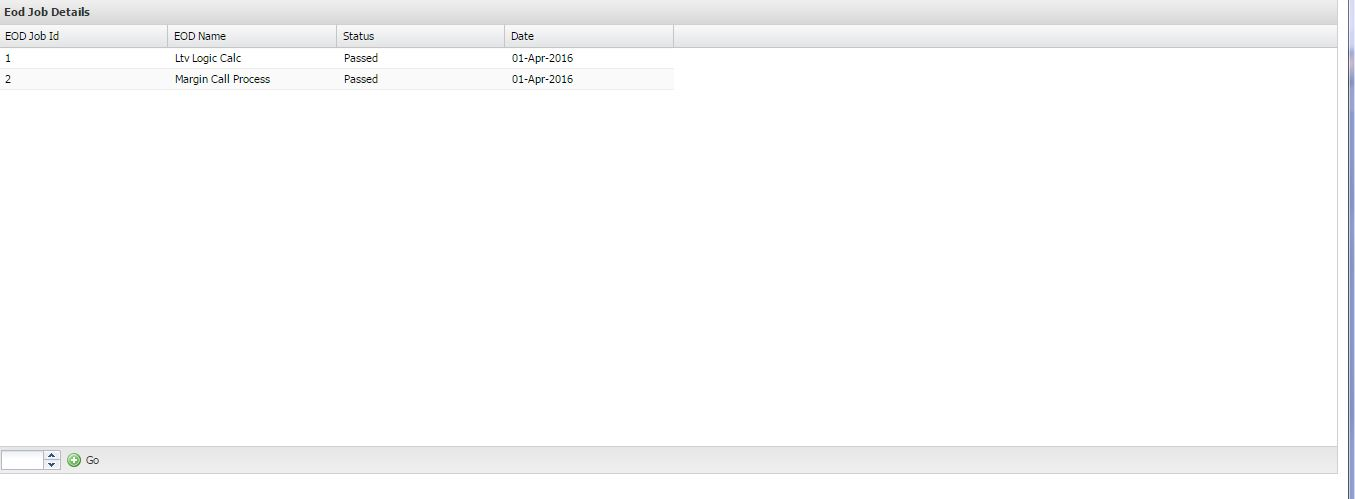 Eod Job Details
EOD Job Id EOD Name Status Date
1 Ltv Logic Calc Passed 01-Apr-2016
2 Margin Call Process Passed 01-Apr-2016
Go